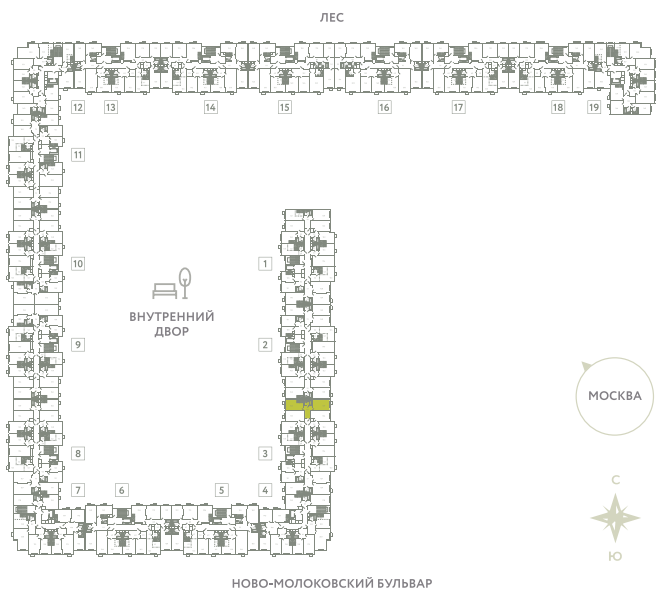 ЛЕС
12 13 14 15 16 17 18 19
11
10 1
ВНУТРЕННИЙ
ДВОР
9 2
МОСКВА
8 3
7 6 5 4
С
Ю
НОВО-МОЛОКОВСКИЙ БУЛЬВАР